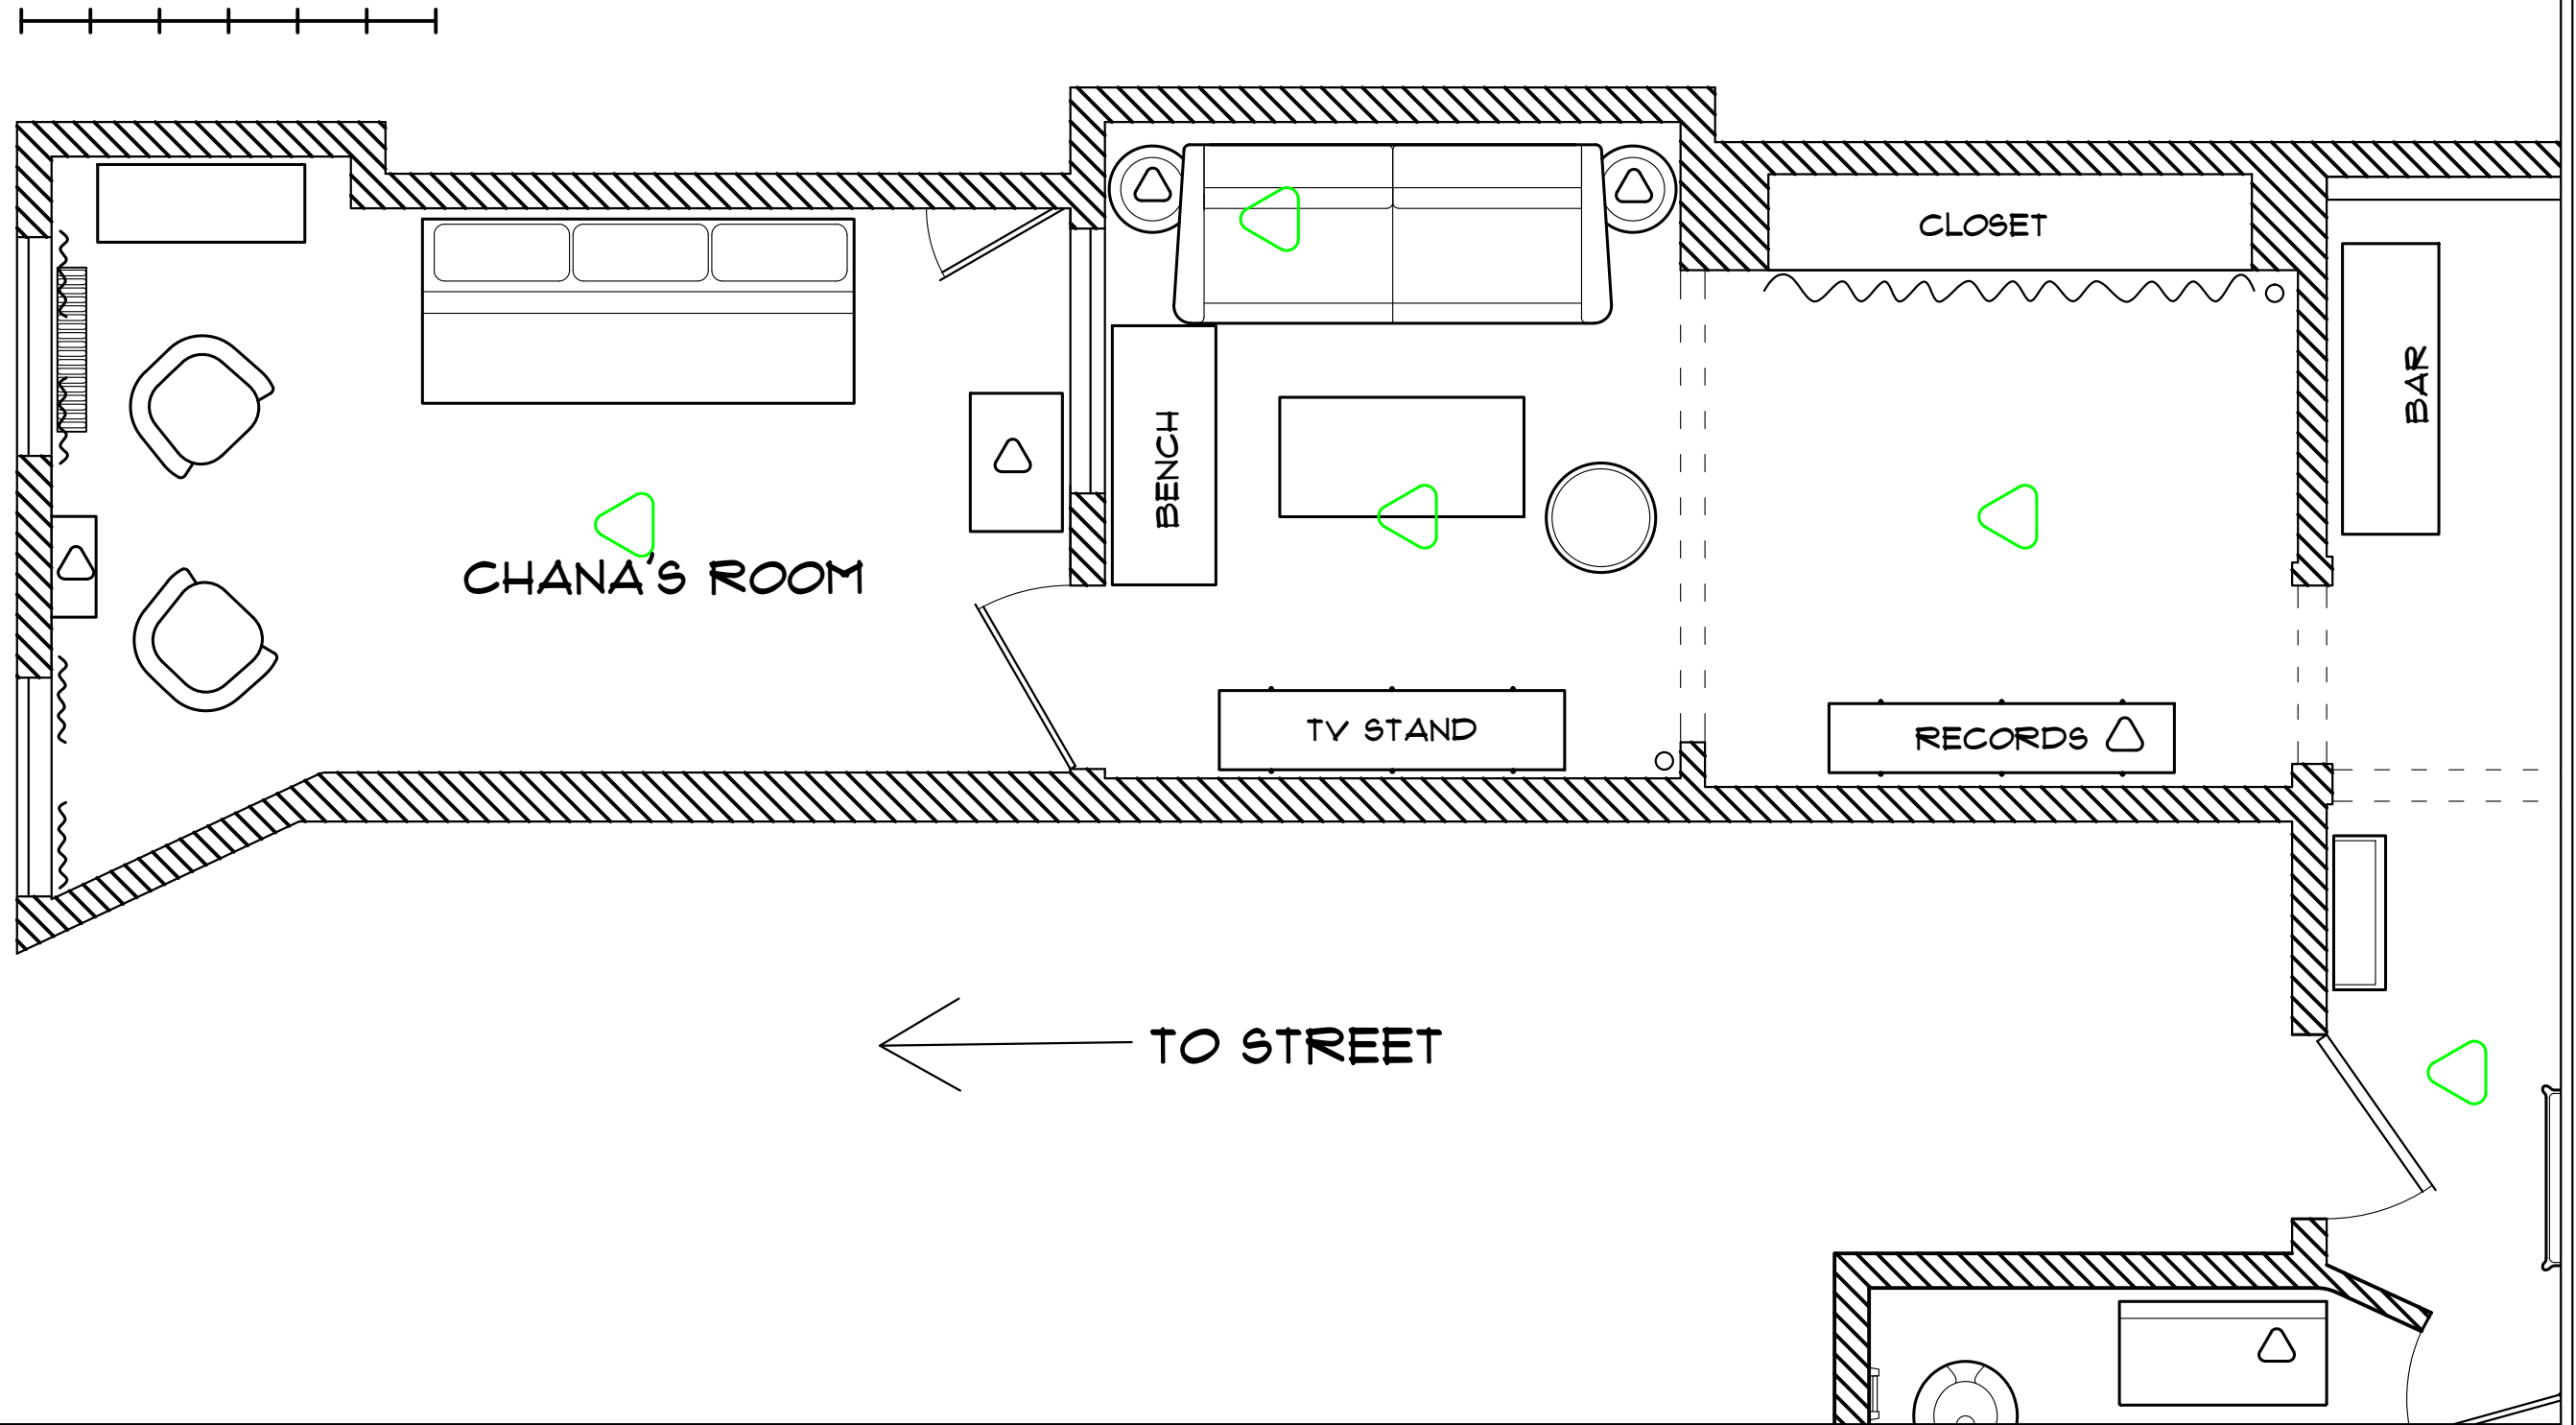 CLOSET
BAR
BENCH
CHANA'S ROOM
TV STAND
RECORDS
TO STREET